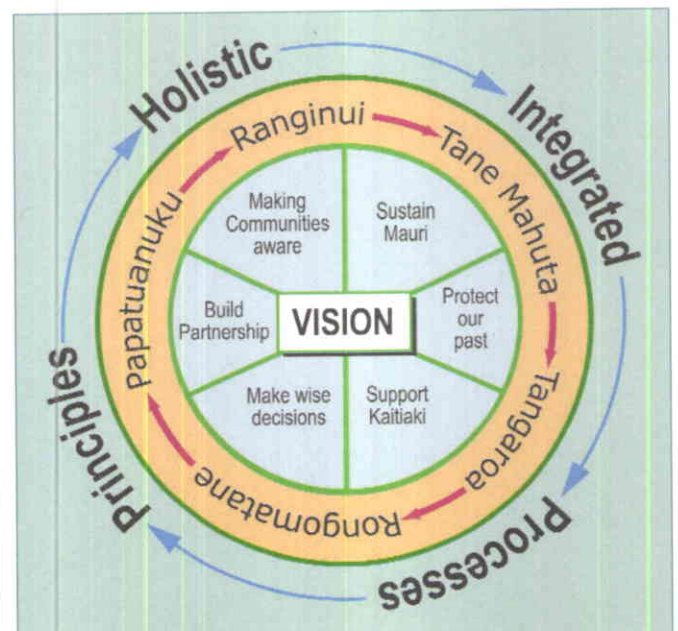 Holistic
Integrated
Processes
Principles
Ranginui
Tane Mahuta
Tangaroa
Rongomatane
Papatuanuku
Making
Communities
aware
Sustain
Mauri
Protect
our
past
Support
Kaitiaki
Make wise
decisions
Build
Partnership
VISION